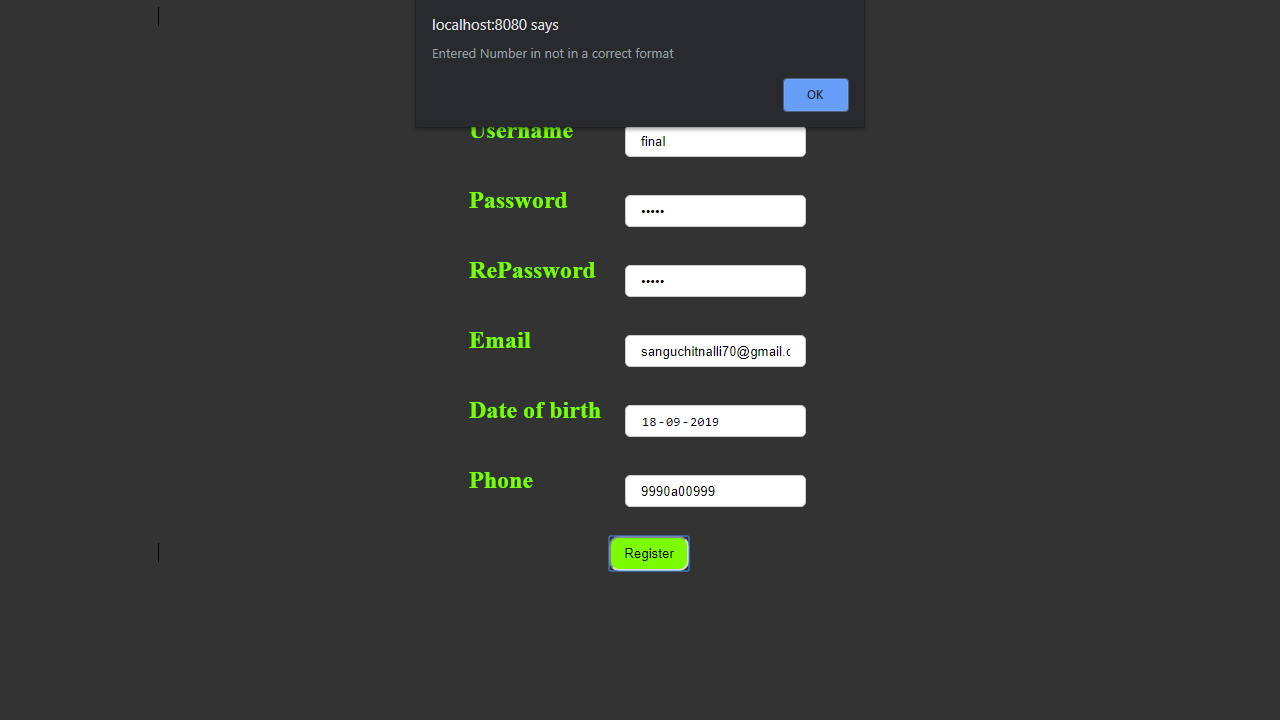 localhost:8080 says
Entered Number in not in a correct format
OK
Username final
Password •••••
RePassword •••••
Email sanguchitnalli70@gmail.c
Date of birth 18-09-2019
Phone 9990a00999
Register